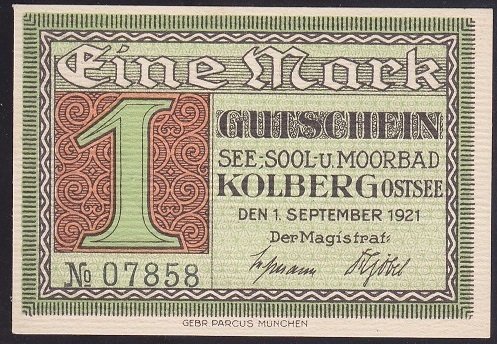 Eine Mark
1
GUTSCHEIN
SEE-SOOL-U. MOORBAD
KOLBERG OSTSEE
DEN 1. SEPTEMBER 1921
Der Magistrat:
№ 07858
GEBR. PARCUS MÜNCHEN